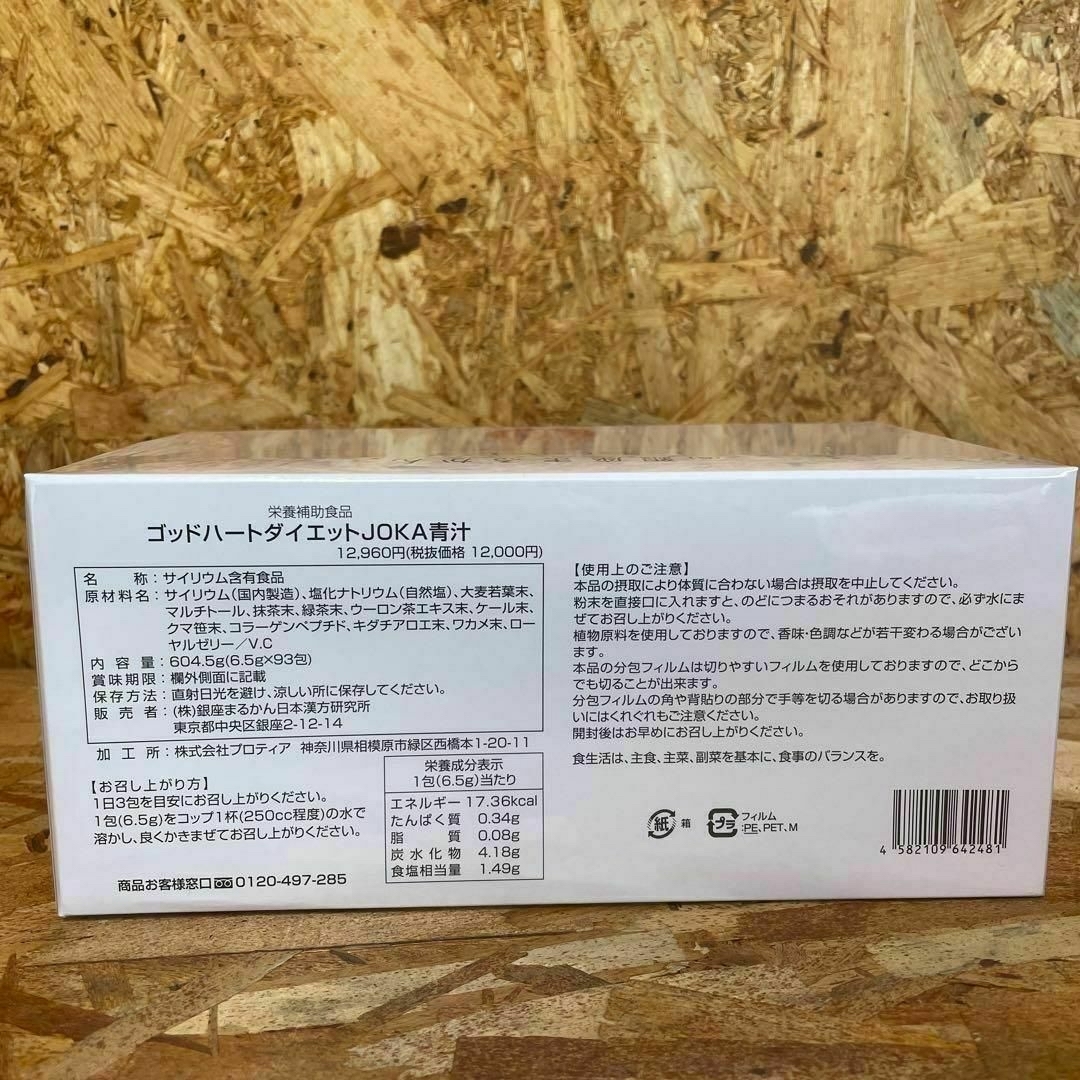 栄養補助食品
ゴッドハートダイエットJOKA青汁
12,960円(税抜価格 12,000円)
名 称：サイリウム含有食品
原材料名：サイリウム(国内製造)、塩化ナトリウム(自然塩)、大麦若葉末、
マルチトール、抹茶末、緑茶末、ウーロン茶エキス末、ケール末、
クマ笹末、コラーゲンペプチド、キダチアロエ末、ワカメ末、ロー
ヤルゼリー／V.C
内 容 量：604.5g(6.5g×93包)
賞味期限：欄外側面に記載
保存方法：直射日光を避け、涼しい所に保存してください。
販 売 者：(株)銀座まるかん日本漢方研究所
東京都中央区銀座2-12-14
加 工 所：株式会社プロティア 神奈川県相模原市緑区西橋本1-20-11
【お召し上がり方】
1日3包を目安にお召し上がりください。
1包(6.5g)をコップ1杯(250cc程度)の水で
溶かし、良くかきまぜてお召し上がりください。
商品お客様窓口 0120-497-285
栄養成分表示
1包(6.5g)当たり
エネルギー 17.36kcal
たんぱく質 0.34g
脂 質 0.08g
炭水化物 4.18g
食塩相当量 1.49g
【使用上のご注意】
本品の摂取により体質に合わない場合は摂取を中止してください。
粉末を直接口に入れますと、のどにつまるおそれがありますので、必ず水にま
ぜてお召し上がりください。
植物原料を使用しておりますので、香味・色調などが若干変わる場合がござい
ます。
本品の分包フィルムは切りやすいフィルムを使用しておりますので、どこから
でも切ることが出来ます。
分包フィルムの角や背貼りの部分で手等を切る場合がありますので、お取り扱
いにはくれぐれもご注意ください。
開封後はお早めにお召し上がりください。
食生活は、主食、主菜、副菜を基本に、食事のバランスを。
紙 箱
プラ フィルム
:PE、PET、M
4 582109 642481